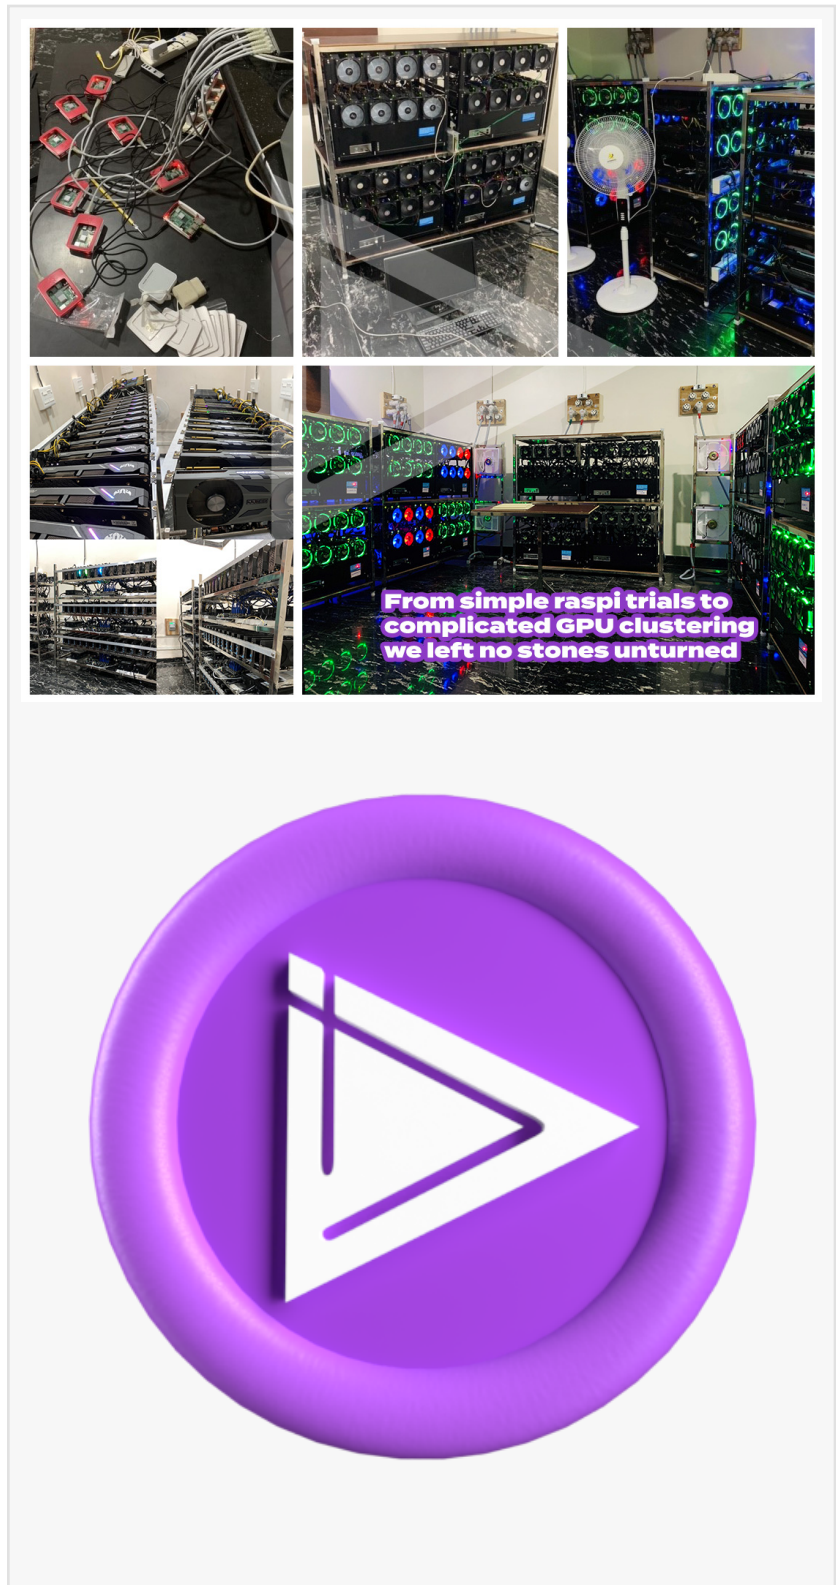 From simple raspi trials to
complicated GPU clustering
we left no stones unturned